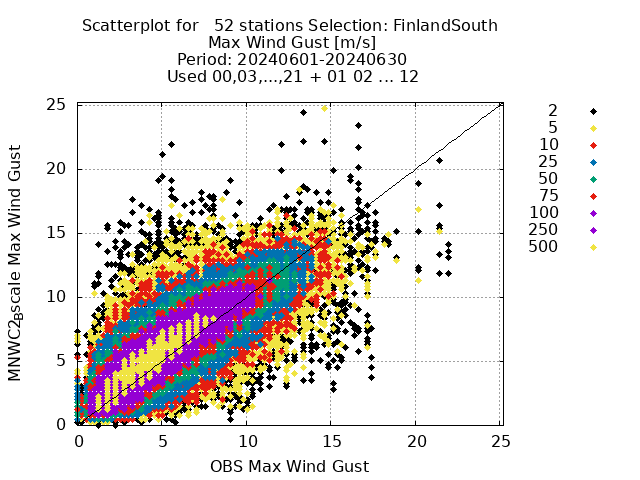 Scatterplot for   52 stations Selection: FinlandSouth
Max Wind Gust [m/s]
Period: 20240601-20240630
Used 00,03,...,21 + 01 02 ... 12
MNWC2.5scale Max Wind Gust
25
20
15
10
5
0
0 5 10 15 20 25
OBS Max Wind Gust
2
5
10
25
50
75
100
250
500